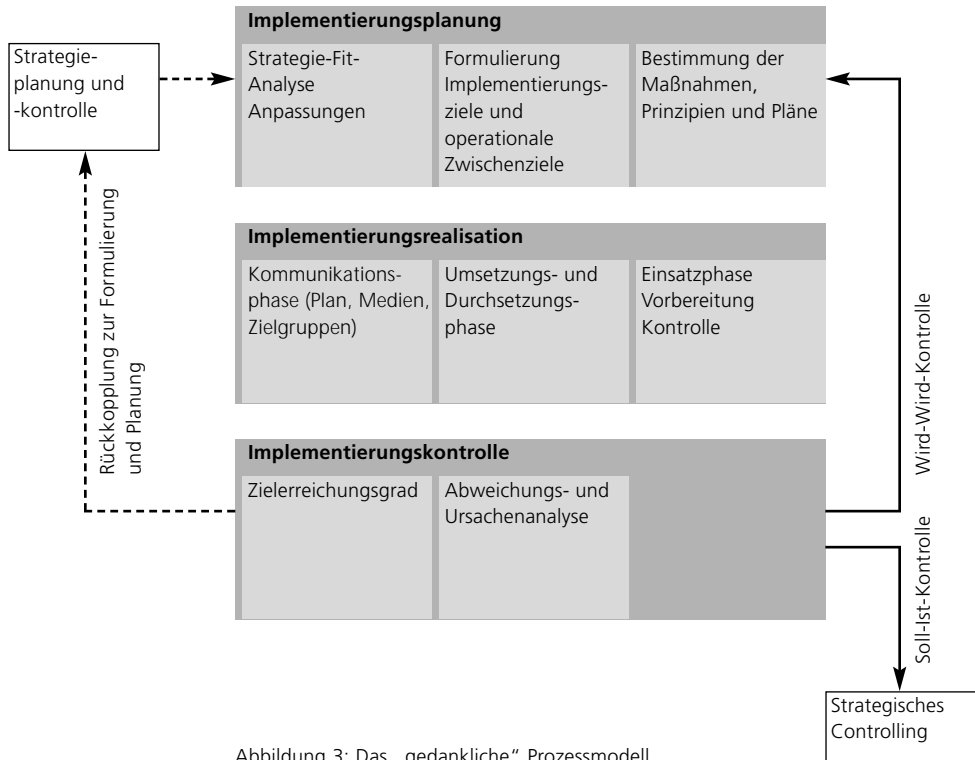 Implementierungsplanung
Strategie-
planung und
-kontrolle
Strategie-Fit-
Analyse
Anpassungen
Formulierung
Implementierungs-
ziele und
operationale
Zwischenziele
Bestimmung der
Maßnahmen,
Prinzipien und Pläne
Implementierungsrealisation
Kommunikations-
phase (Plan, Medien,
Zielgruppen)
Umsetzungs- und
Durchsetzungs-
phase
Einsatzphase
Vorbereitung
Kontrolle
Implementierungskontrolle
Zielerreichungsgrad
Abweichungs- und
Ursachenanalyse
Rückkopplung zur Formulierung
und Planung
Wird-Wird-Kontrolle
Soll-Ist-Kontrolle
Strategisches
Controlling
Abbildung 3: Das „gedankliche“ Prozessmodell